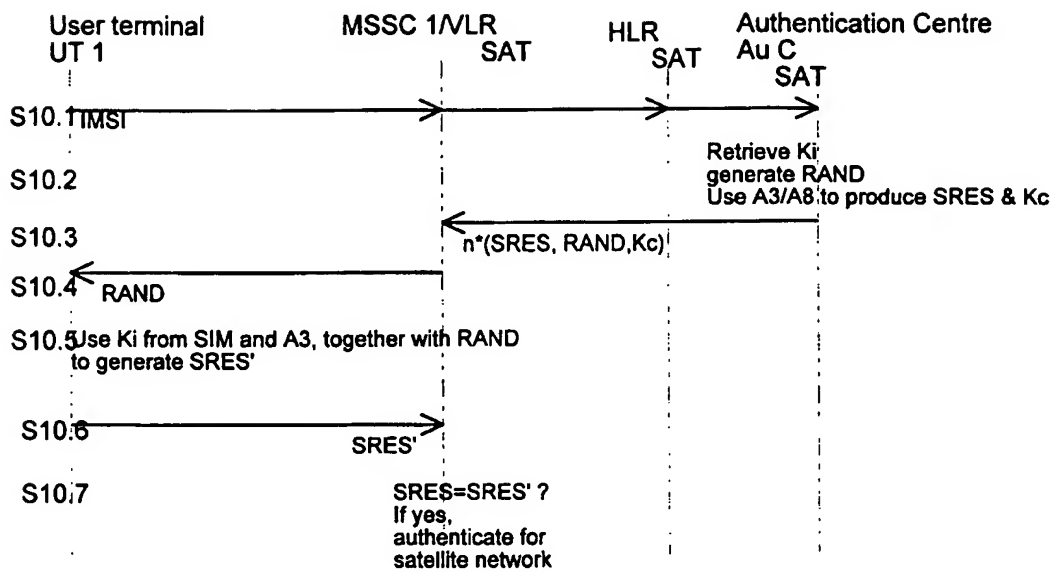 User terminal
UT 1
MSSC 1/VLR
SAT
HLR
SAT
Authentication Centre
Au C
SAT
S10.1 IMSI
Retrieve Ki
generate RAND
Use A3/A8 to produce SRES & Kc
S10.2
S10.3
n*(SRES, RAND,Kc)
S10.4
RAND
S10.5 Use Ki from SIM and A3, together with RAND
to generate SRES'
S10.6
SRES'
S10.7
SRES=SRES' ?
If yes,
authenticate for
satellite network